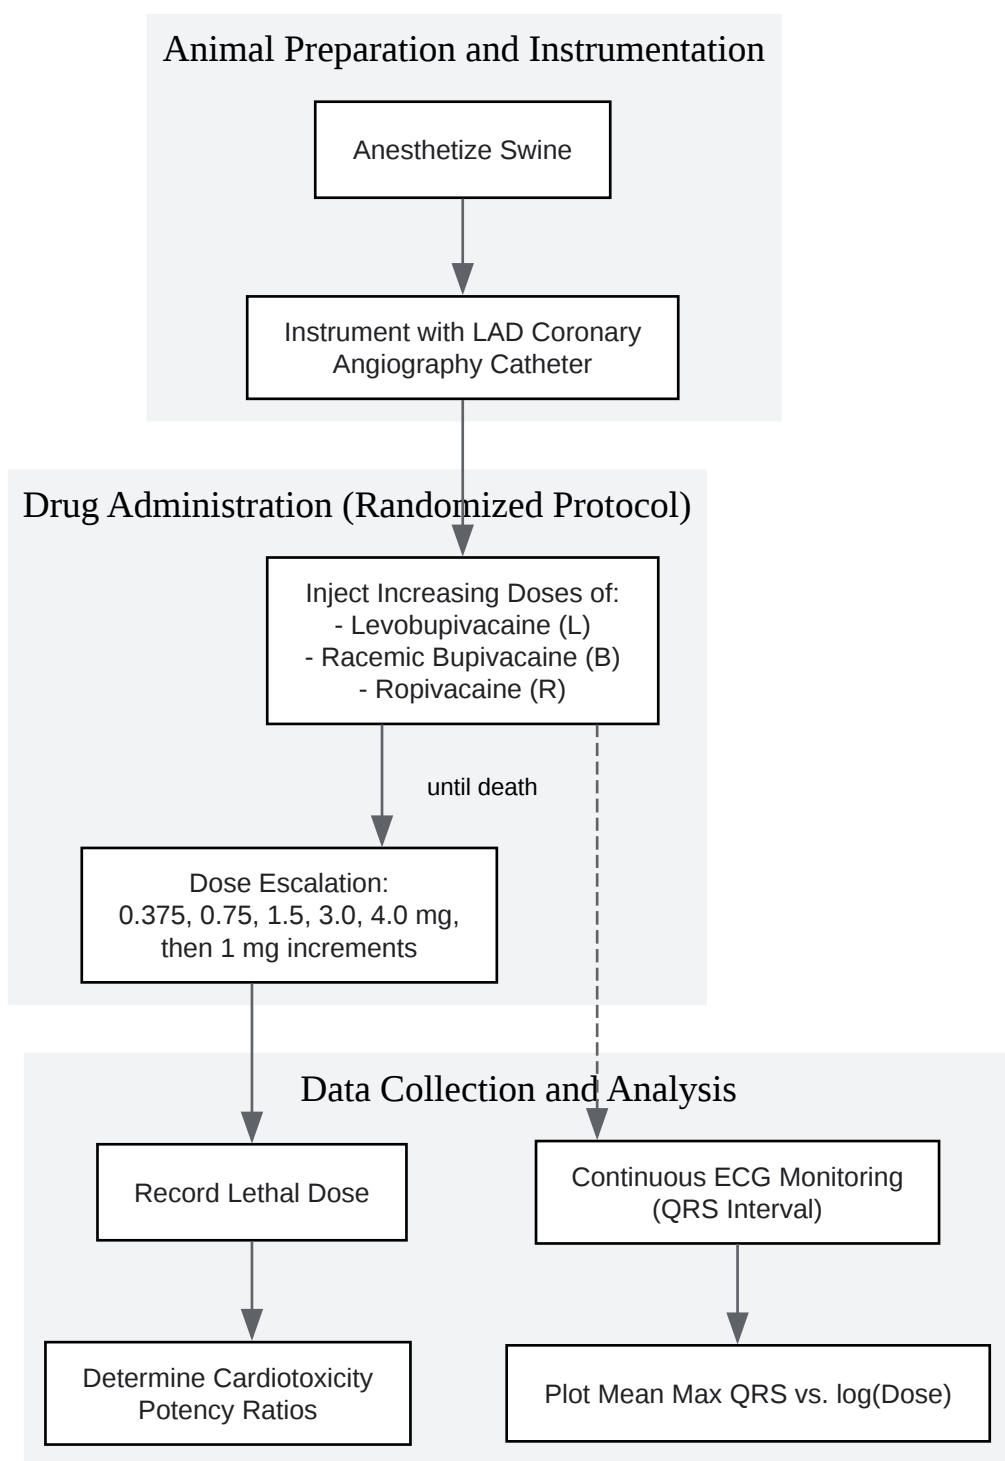 Animal Preparation and Instrumentation
Anesthetize Swine
Instrument with LAD Coronary
Angiography Catheter
Drug Administration (Randomized Protocol)
Inject Increasing Doses of:
- Levobupivacaine (L)
- Racemic Bupivacaine (B)
- Ropivacaine (R)
until death
Dose Escalation:
0.375, 0.75, 1.5, 3.0, 4.0 mg,
then 1 mg increments
Data Collection and Analysis
Record Lethal Dose
Continuous ECG Monitoring
(QRS Interval)
Determine Cardiotoxicity
Potency Ratios
Plot Mean Max QRS vs. log(Dose)